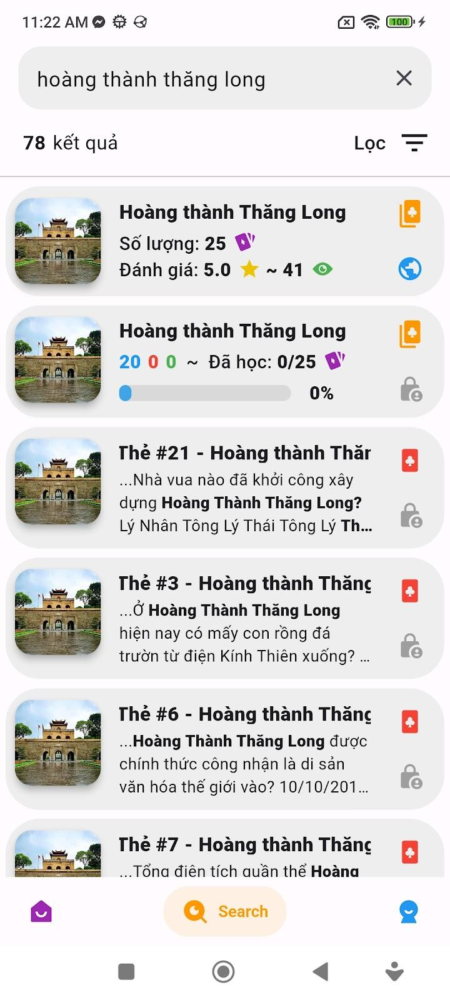 11:22 AM
100
hoàng thành thăng long
78 kết quả
Lọc
Hoàng thành Thăng Long
Số lượng: 25
Đánh giá: 5.0 ~ 41
Hoàng thành Thăng Long
20 0 0 ~ Đã học: 0/25
0%
Thẻ #21 - Hoàng thành Thăn
...Nhà vua nào đã khởi công xây
dựng Hoàng Thành Thăng Long?
Lý Nhân Tông Lý Thái Tông Lý Th...
Thẻ #3 - Hoàng thành Thăng
...Ở Hoàng Thành Thăng Long
hiện nay có mấy con rồng đá
trườn từ điện Kính Thiên xuống? ...
Thẻ #6 - Hoàng thành Thăng
...Hoàng Thành Thăng Long được
chính thức công nhận là di sản
văn hóa thế giới vào? 10/10/201...
Thẻ #7 - Hoàng thành Thăng
...Tổng diện tích quần thể Hoàng
Search